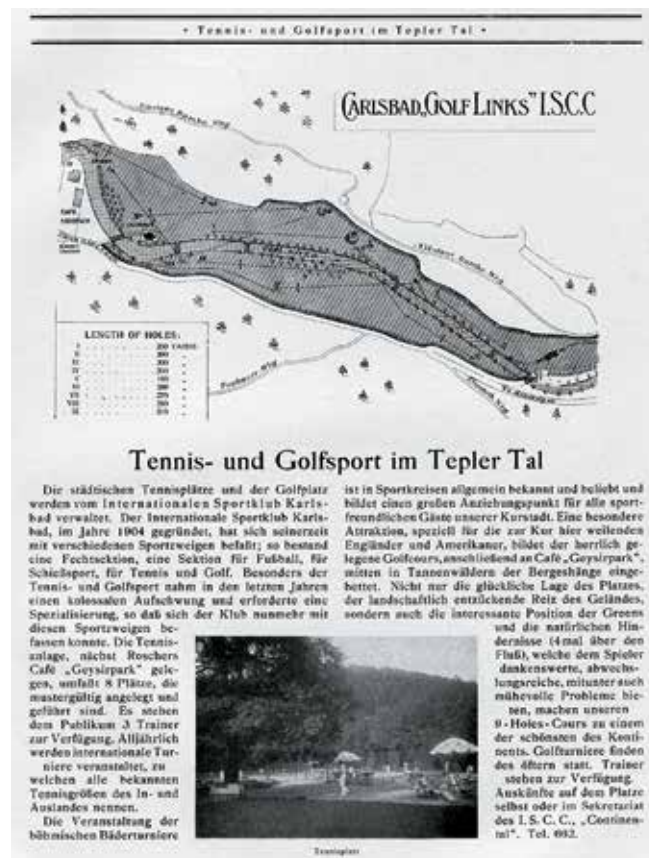 • Tennis- und Golfsport im Tepler Tal •
CARLSBAD „GOLF LINKS" I.S.C.C
LENGTH OF HOLES:
I
II
III
IV
V
VI
VII
VIII
IX
YARDS
Tennis- und Golfsport im Tepler Tal
Die städtischen Tennisplätze und der Golfplatz
werden vom Internationalen Sportklub Karls-
bad verwaltet. Der Internationale Sportklub Karls-
bad, im Jahre 1904 gegründet, hat sich seinerzeit
mit verschiedenen Sportzweigen befaßt; so bestand
eine Fechtsektion, eine Sektion für Fußball, für
Schießsport, für Tennis und Golf. Besonders der
Tennis- und Golfsport nahm in den letzten Jahren
einen kolossalen Aufschwung und erforderte eine
Spezialisierung, so daß sich der Klub nunmehr mit
diesen Sportzweigen be-
fassen konnte. Die Tennis-
anlage, nächst Roschers
Café „Geysirpark" gele-
gen, umfaßt 8 Plätze, die
mustergültig angelegt und
geführt sind. Es stehen
dem Publikum 3 Trainer
zur Verfügung. Alljährlich
werden internationale Tur-
niere veranstaltet, zu
welchen alle bekannten
Tennisgrößen des In- und
Auslandes nennen.
Die Veranstaltung der
böhmischen Bäderturniere
ist in Sportkreisen allgemein bekannt und beliebt und
bildet einen großen Anziehungspunkt für alle sport-
freundlichen Gäste unserer Kurstadt. Eine besondere
Attraktion, speziell für die zur Kur hier weilenden
Engländer und Amerikaner, bildet der herrlich ge-
legene Golfcours, anschließend an Café „Geysirpark",
mitten in Tannenwäldern der Bergeshänge einge-
bettet. Nicht nur die glückliche Lage des Platzes,
der landschaftlich entzückende Reiz des Geländes,
sondern auch die interessante Position der Greens
und die natürlichen Hin-
dernisse (4mal über den
Fluß), welche dem Spieler
dankenswerte, abwechs-
lungsreiche, mitunter auch
mühevolle Probleme bie-
ten, machen unseren
9-Holes-Cours zu einem
der schönsten des Konti-
nents. Golfturniere finden
des öftern statt. Trainer
stehen zur Verfügung.
Auskünfte auf dem Platze
selbst oder im Sekretariat
des I. S. C. C., „Continen-
tal". Tel. 692.
Tennisplatz